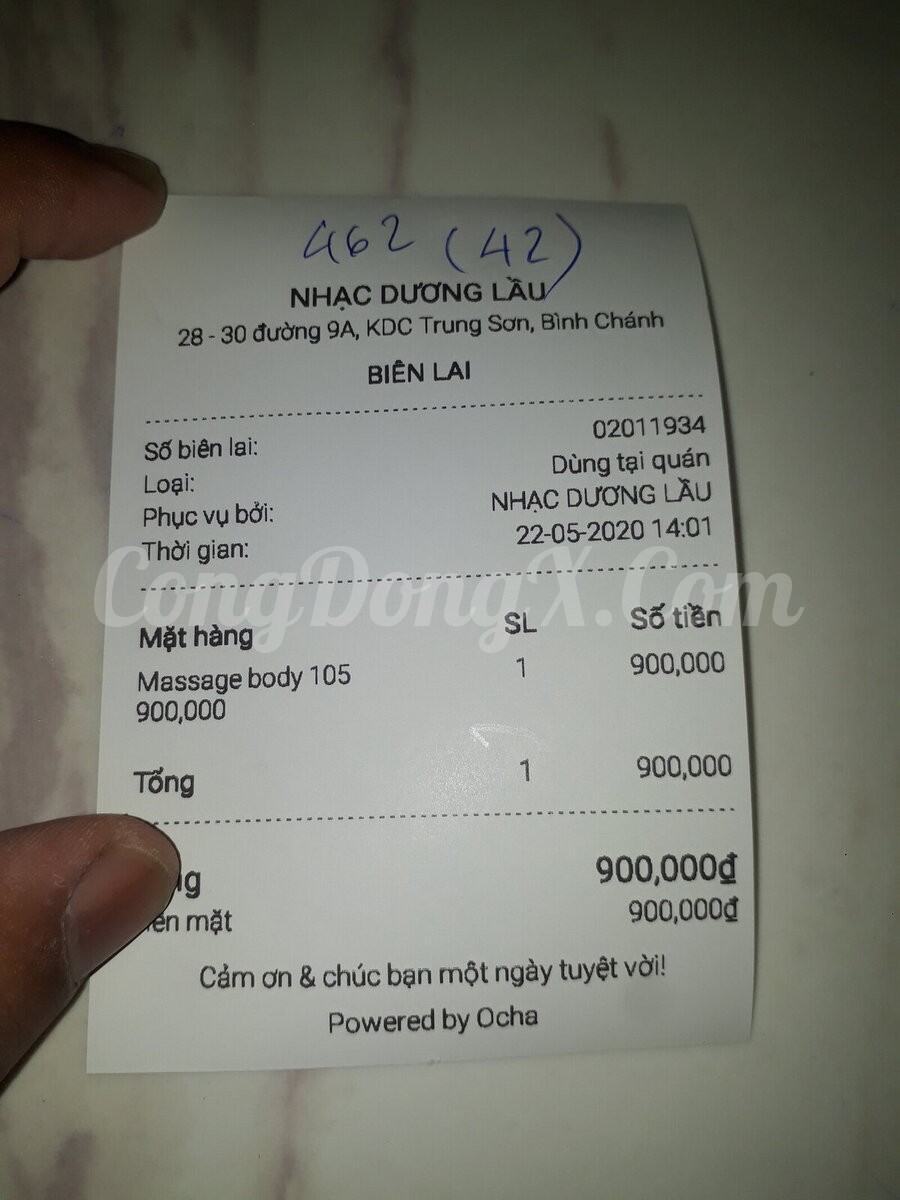 462 (42)
NHẠC DƯƠNG LẦU
28 - 30 đường 9A, KDC Trung Sơn, Bình Chánh
BIÊN LAI
Số biên lai: 02011934
Loại: Dùng tại quán
Phục vụ bởi: NHẠC DƯƠNG LẦU
Thời gian: 22-05-2020 14:01
CongDongX.Com
Mặt hàng SL Số tiền
Massage body 105 1 900,000
900,000
Tổng 1 900,000
900,000₫
mặt 900,000₫
Cảm ơn & chúc bạn một ngày tuyệt vời!
Powered by Ocha